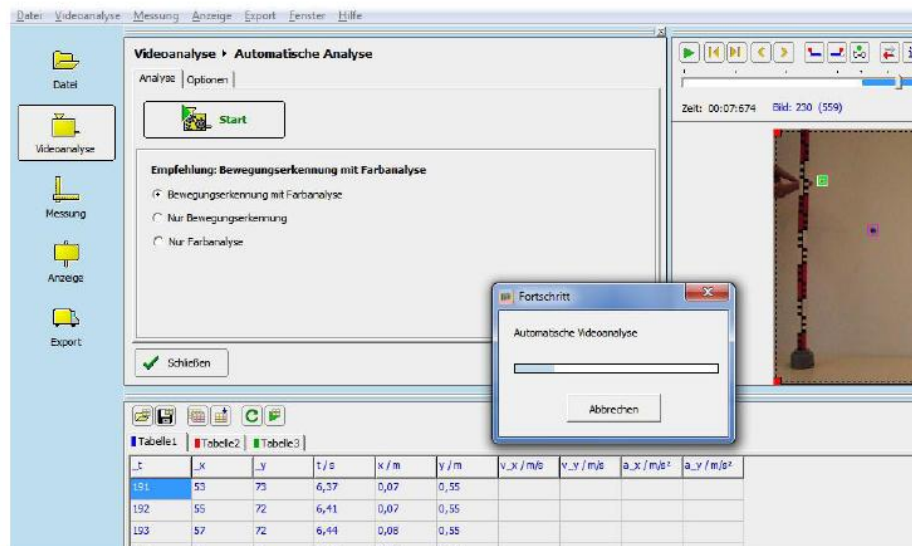 Datei Videoanalyse Messung Anzeige Export Fenster Hilfe
Videoanalyse Automatische Analyse
Analyse Optionen
Start
Empfehlung: Bewegungserkennung mit Farbanalyse
Bewegungserkennung mit Farbanalyse
Nur Bewegungserkennung
Nur Farbanalyse
Schließen
Datei
Videoanalyse
Messung
Anzeige
Export
Zeit: 00:07:674 Bild: 230 (559)
Fortschritt
Automatische Videoanalyse
Abbrechen
Tabelle1 Tabelle2 Tabelle3
_t _x _y t / s x / m y / m v_x / m/s v_y / m/s a_x / m/s² a_y / m/s²
191 53 73 6,37 0,07 0,55
192 55 72 6,41 0,07 0,55
193 57 72 6,44 0,08 0,55